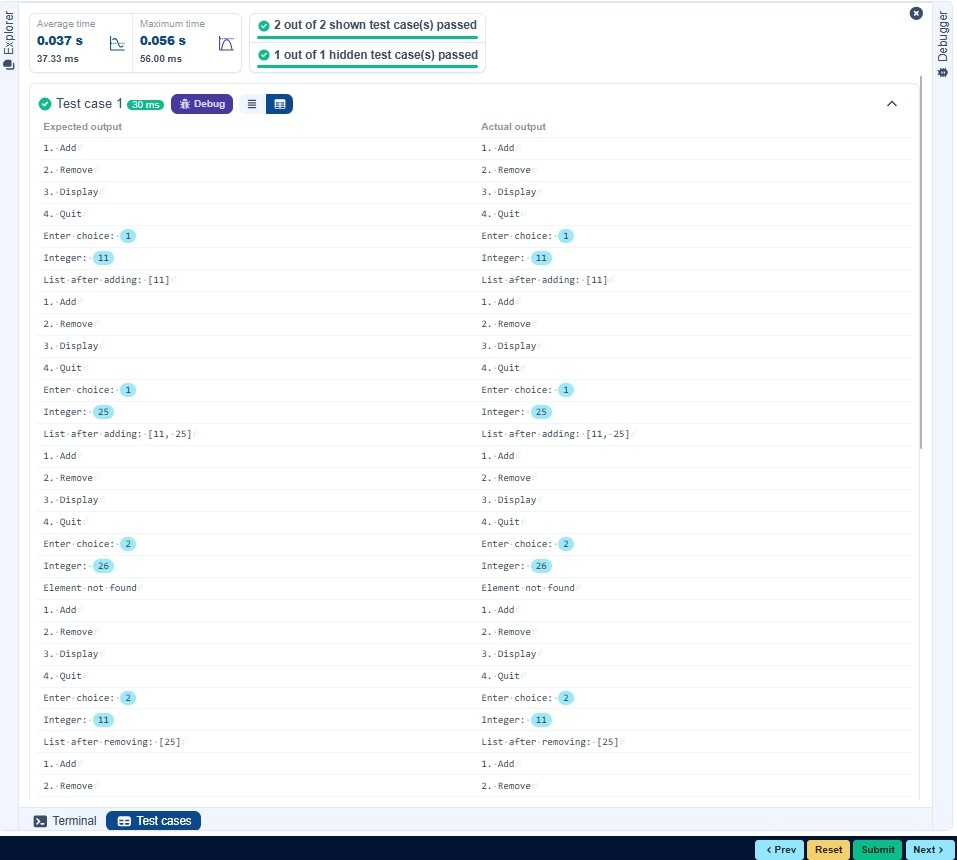 Explorer
Average time
0.037 s
37.33 ms
Maximum time
0.056 s
56.00 ms
2 out of 2 shown test case(s) passed
1 out of 1 hidden test case(s) passed
Debugger
Test case 1 30 ms Debug
Expected output Actual output
1. Add 1. Add
2. Remove 2. Remove
3. Display 3. Display
4. Quit 4. Quit
Enter choice: 1 Enter choice: 1
Integer: 11 Integer: 11
List after adding: [11] List after adding: [11]
1. Add 1. Add
2. Remove 2. Remove
3. Display 3. Display
4. Quit 4. Quit
Enter choice: 1 Enter choice: 1
Integer: 25 Integer: 25
List after adding: [11, 25] List after adding: [11, 25]
1. Add 1. Add
2. Remove 2. Remove
3. Display 3. Display
4. Quit 4. Quit
Enter choice: 2 Enter choice: 2
Integer: 26 Integer: 26
Element not found Element not found
1. Add 1. Add
2. Remove 2. Remove
3. Display 3. Display
4. Quit 4. Quit
Enter choice: 2 Enter choice: 2
Integer: 11 Integer: 11
List after removing: [25] List after removing: [25]
1. Add 1. Add
2. Remove 2. Remove
Terminal Test cases
< Prev Reset Submit Next >